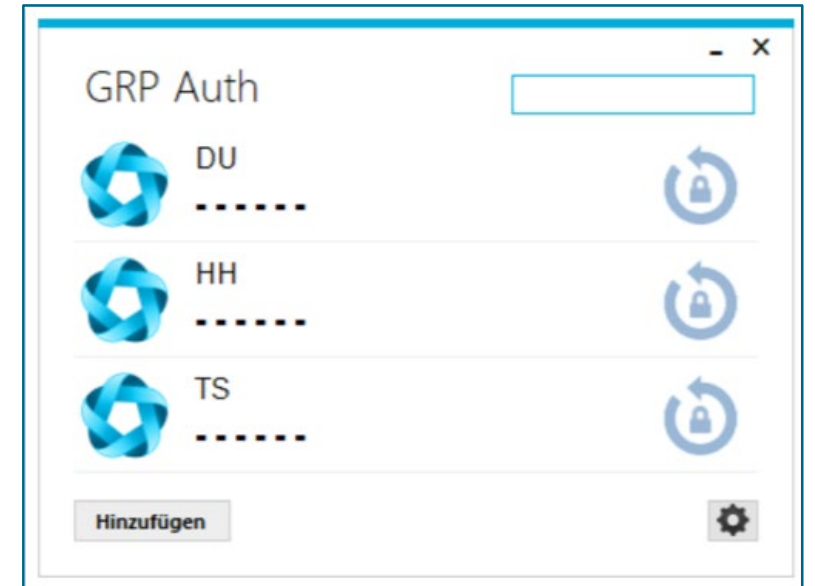 GRP Auth
DU
------
HH
------
TS
------
Hinzufügen